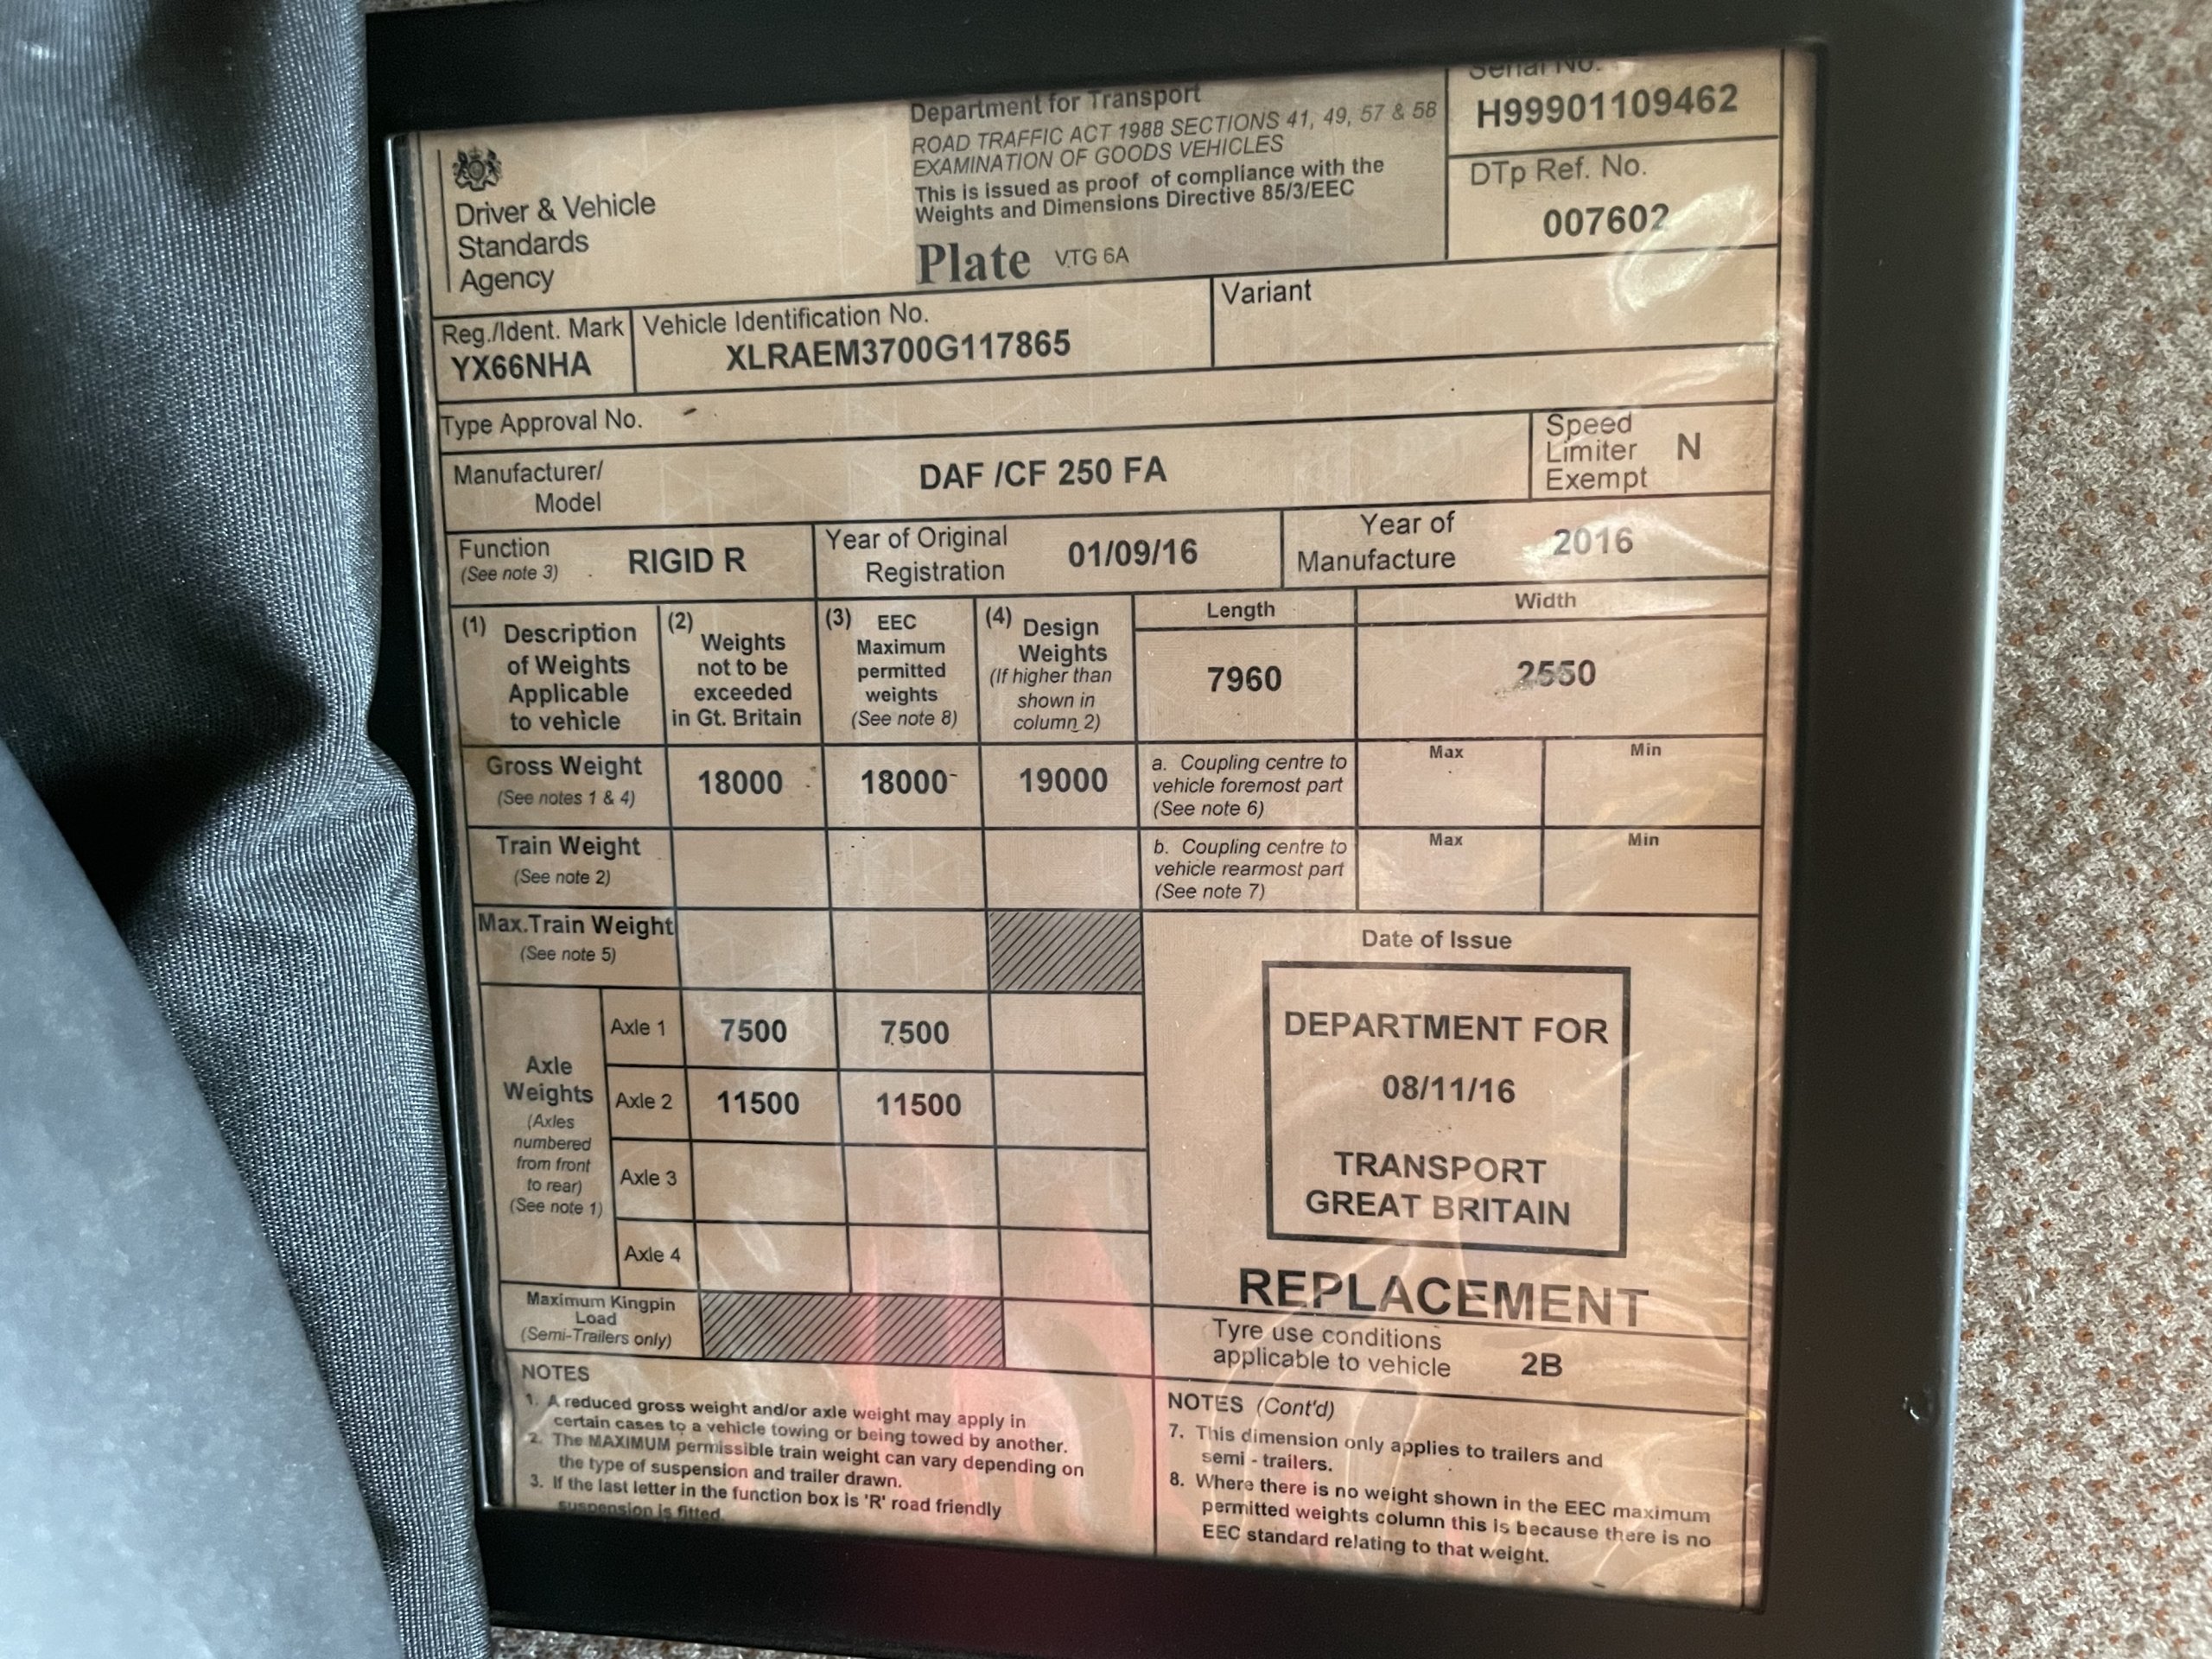 Department for Transport
ROAD TRAFFIC ACT 1988 SECTIONS 41, 49, 57 & 58
EXAMINATION OF GOODS VEHICLES
This is issued as proof of compliance with the
Weights and Dimensions Directive 85/3/EEC
Plate VTG 6A
Driver & Vehicle
Standards
Agency
Serial No.
H99901109462
DTp Ref. No.
007602
Reg./Ident. Mark
YX66NHA
Vehicle Identification No.
XLRAEM3700G117865
Variant
Type Approval No.
Manufacturer/
Model
DAF /CF 250 FA
Speed
Limiter
Exempt
N
Function
(See note 3)
RIGID R
Year of Original
Registration
01/09/16
Year of
Manufacture
2016
(1) Description
of Weights
Applicable
to vehicle
(2) Weights
not to be
exceeded
in Gt. Britain
(3) EEC
Maximum
permitted
weights
(See note 8)
(4) Design
Weights
(If higher than
shown in
column 2)
Length
7960
Width
2550
Gross Weight
(See notes 1 & 4)
18000
18000
19000
a. Coupling centre to
vehicle foremost part
(See note 6)
Max
Min
Train Weight
(See note 2)
b. Coupling centre to
vehicle rearmost part
(See note 7)
Max
Min
Max.Train Weight
(See note 5)
Axle
Weights
(Axles
numbered
from front
to rear)
(See note 1)
Axle 1
7500
7500
Axle 2
11500
11500
Axle 3
Axle 4
Maximum Kingpin
Load
(Semi-Trailers only)
Date of Issue
DEPARTMENT FOR
08/11/16
TRANSPORT
GREAT BRITAIN
REPLACEMENT
Tyre use conditions
applicable to vehicle
2B
NOTES
1. A reduced gross weight and/or axle weight may apply in
certain cases to a vehicle towing or being towed by another.
2. The MAXIMUM permissible train weight can vary depending on
the type of suspension and trailer drawn.
3. If the last letter in the function box is 'R' road friendly
suspension is fitted.
NOTES (Cont'd)
7. This dimension only applies to trailers and
semi - trailers.
8. Where there is no weight shown in the EEC maximum
permitted weights column this is because there is no
EEC standard relating to that weight.